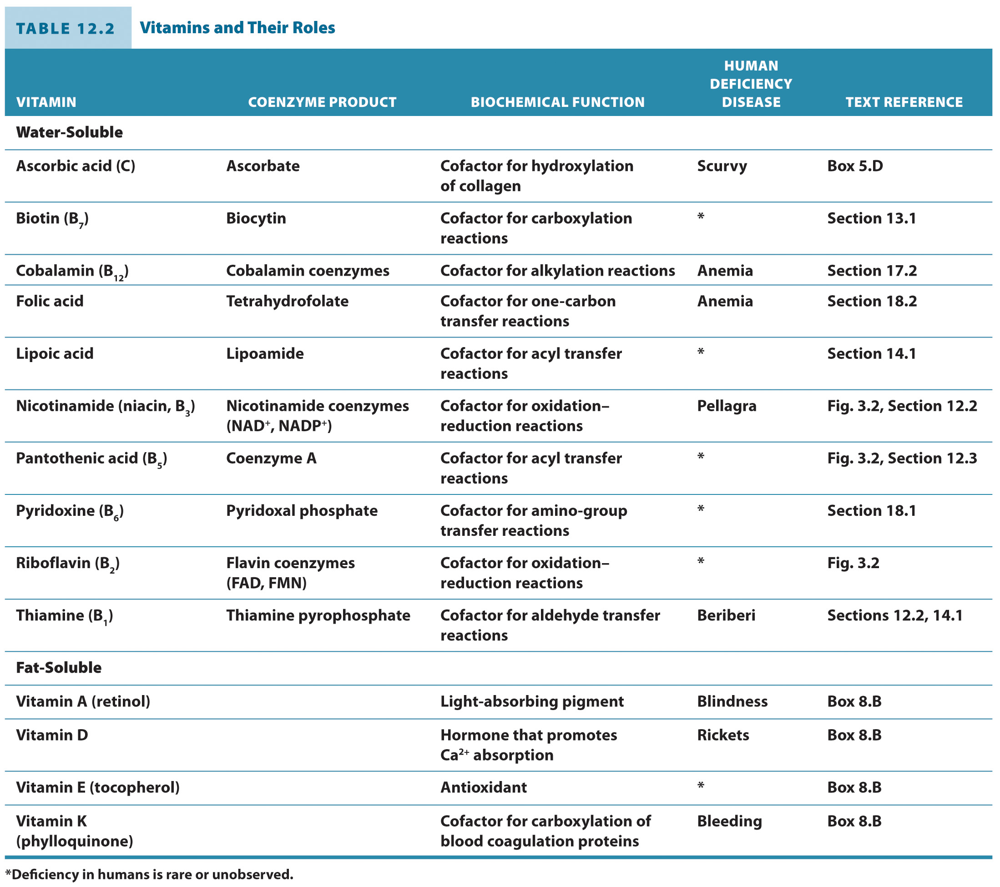 TABLE 12.2 Vitamins and Their Roles
VITAMIN COENZYME PRODUCT BIOCHEMICAL FUNCTION HUMAN DEFICIENCY DISEASE TEXT REFERENCE
Water-Soluble
Ascorbic acid (C) Ascorbate Cofactor for hydroxylation Scurvy Box 5.D
of collagen
Biotin (B₇) Biocytin Cofactor for carboxylation * Section 13.1
reactions
Cobalamin (B₁₂) Cobalamin coenzymes Cofactor for alkylation reactions Anemia Section 17.2
Folic acid Tetrahydrofolate Cofactor for one-carbon Anemia Section 18.2
transfer reactions
Lipoic acid Lipoamide Cofactor for acyl transfer * Section 14.1
reactions
Nicotinamide (niacin, B₃) Nicotinamide coenzymes Cofactor for oxidation– Pellagra Fig. 3.2, Section 12.2
(NAD⁺, NADP⁺) reduction reactions
Pantothenic acid (B₅) Coenzyme A Cofactor for acyl transfer * Fig. 3.2, Section 12.3
reactions
Pyridoxine (B₆) Pyridoxal phosphate Cofactor for amino-group * Section 18.1
transfer reactions
Riboflavin (B₂) Flavin coenzymes Cofactor for oxidation– * Fig. 3.2
(FAD, FMN) reduction reactions
Thiamine (B₁) Thiamine pyrophosphate Cofactor for aldehyde transfer Beriberi Sections 12.2, 14.1
reactions
Fat-Soluble
Vitamin A (retinol) Light-absorbing pigment Blindness Box 8.B
Vitamin D Hormone that promotes Rickets Box 8.B
Ca²⁺ absorption
Vitamin E (tocopherol) Antioxidant * Box 8.B
Vitamin K Cofactor for carboxylation of Bleeding Box 8.B
(phylloquinone) blood coagulation proteins
*Deficiency in humans is rare or unobserved.